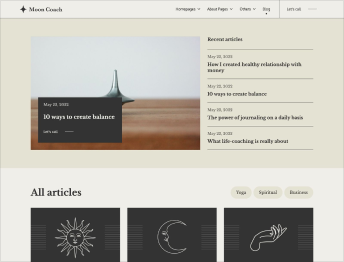 Moon Coach
Homepages
About Pages
Others
Blog
Let's call
Recent articles
May 22, 2022
How I created healthy relationship with
money
May 22, 2022
10 ways to create balance
May 22, 2022
The power of journaling on a daily basis
May 22, 2022
What life-coaching is really about
May 22, 2022
10 ways to create balance
Let's call
All articles
Yoga
Spiritual
Business